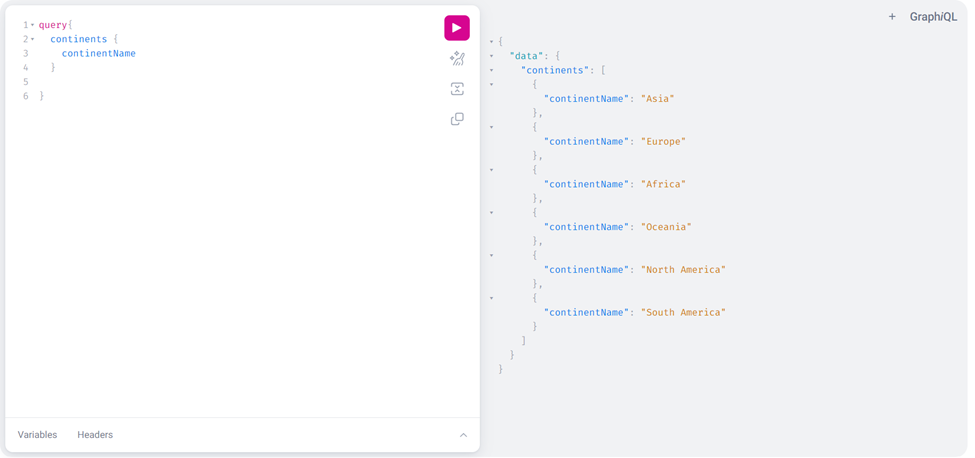 1 query{
2 continents {
3 continentName
4 }
5
6 }
Variables Headers
+ GraphiQL
{
"data": {
"continents": [
{
"continentName": "Asia"
},
{
"continentName": "Europe"
},
{
"continentName": "Africa"
},
{
"continentName": "Oceania"
},
{
"continentName": "North America"
},
{
"continentName": "South America"
}
]
}
}